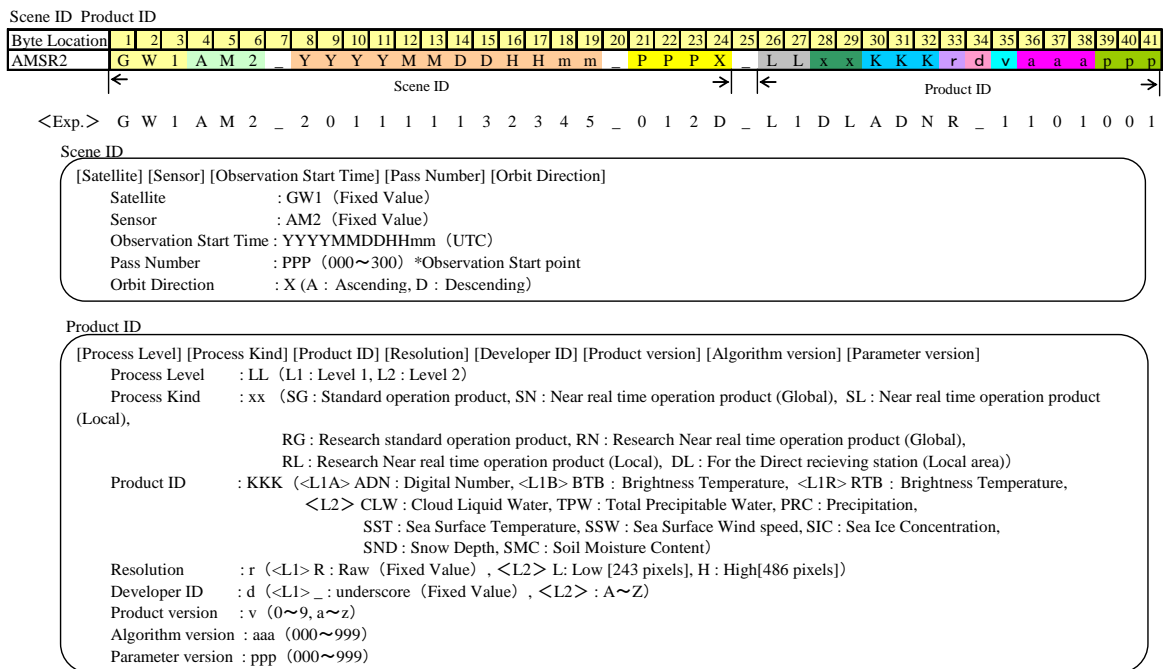 Scene ID Product ID
Byte Location 1 2 3 4 5 6 7 8 9 10 11 12 13 14 15 16 17 18 19 20 21 22 23 24 25 26 27 28 29 30 31 32 33 34 35 36 37 38 39 40 41
AMSR2 G W 1 A M 2 _ Y Y Y Y M M D D H H m m _ P P P X _ L L x x K K K r d v a a a p p p
Scene ID Product ID
＜Exp.＞ G W 1 A M 2 _ 2 0 1 1 1 1 1 3 2 3 4 5 _ 0 1 2 D _ L 1 D L A D N R _ 1 1 0 1 0 0 1
Scene ID
[Satellite] [Sensor] [Observation Start Time] [Pass Number] [Orbit Direction]
Satellite : GW1（Fixed Value）
Sensor : AM2（Fixed Value）
Observation Start Time : YYYYMMDDHHmm（UTC）
Pass Number : PPP（000～300）*Observation Start point
Orbit Direction : X (A：Ascending, D：Descending）
Product ID
[Process Level] [Process Kind] [Product ID] [Resolution] [Developer ID] [Product version] [Algorithm version] [Parameter version]
Process Level : LL（L1 : Level 1, L2 : Level 2）
Process Kind : xx （SG : Standard operation product, SN : Near real time operation product (Global), SL : Near real time operation product
(Local),
RG : Research standard operation product, RN : Research Near real time operation product (Global),
RL : Research Near real time operation product (Local), DL : For the Direct recieving station (Local area)）
Product ID : KKK（<L1A> ADN : Digital Number, <L1B> BTB：Brightness Temperature, <L1R> RTB：Brightness Temperature,
＜L2＞ CLW : Cloud Liquid Water, TPW : Total Precipitable Water, PRC : Precipitation,
SST : Sea Surface Temperature, SSW : Sea Surface Wind speed, SIC : Sea Ice Concentration,
SND : Snow Depth, SMC : Soil Moisture Content）
Resolution : r（<L1> R : Raw（Fixed Value）, ＜L2＞ L: Low [243 pixels], H : High[486 pixels]）
Developer ID : d（<L1> _ : underscore（Fixed Value）, ＜L2＞ : A～Z）
Product version : v（0～9, a～z）
Algorithm version : aaa（000～999）
Parameter version : ppp（000～999）